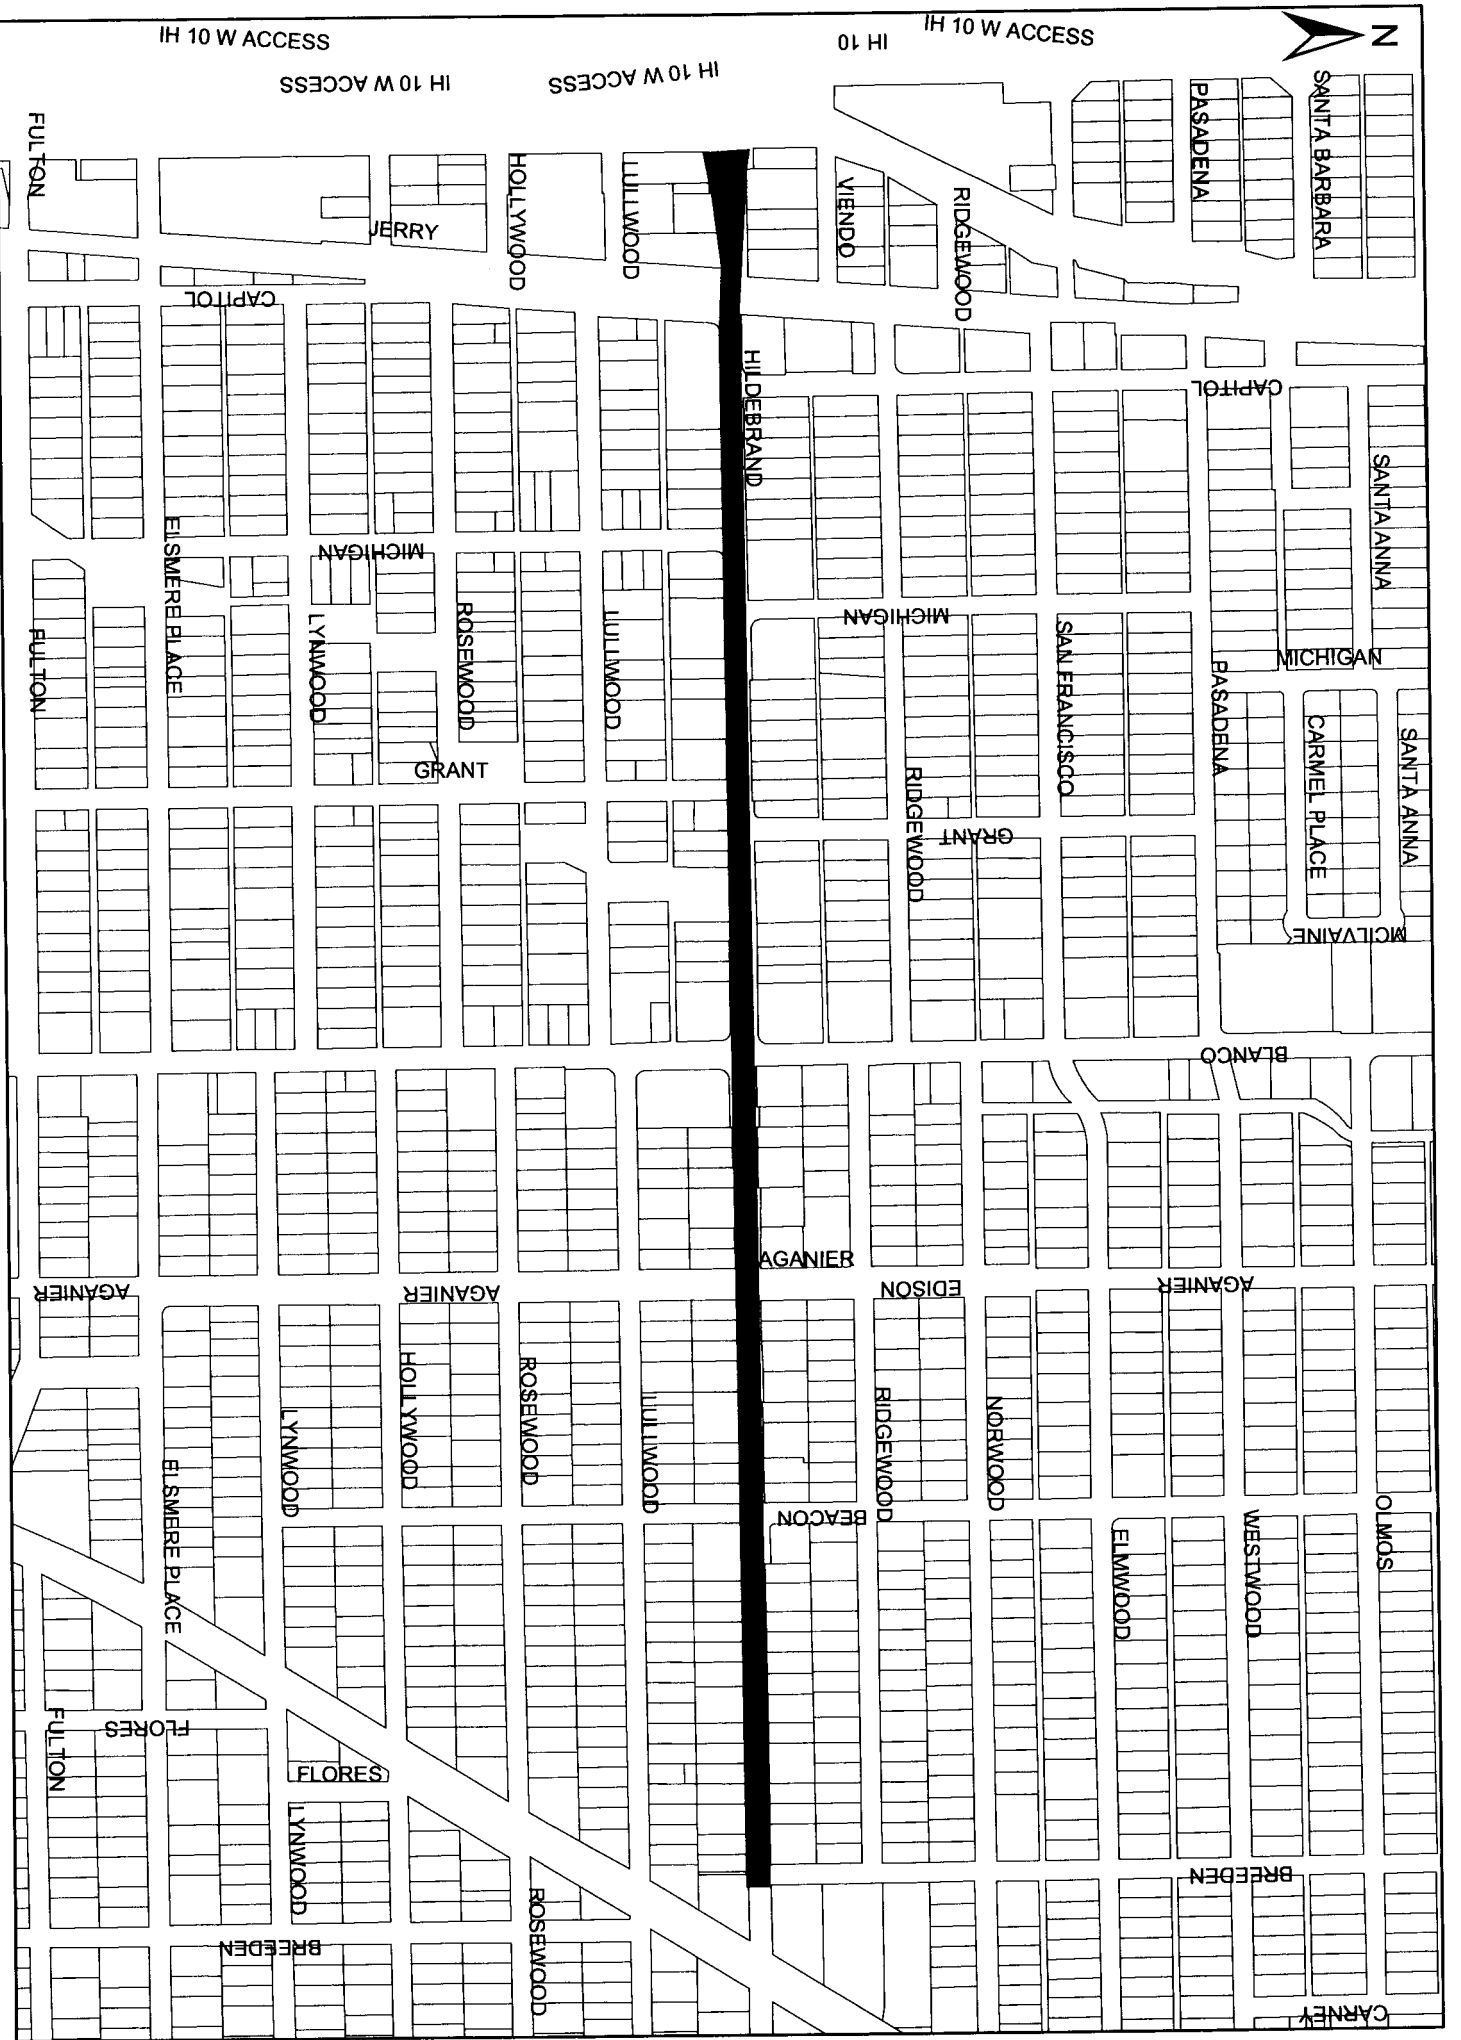 IH 10 W ACCESS
IH 10
IH 10 W ACCESS
N
IH 10 W ACCESS
IH 10 W ACCESS
FULTON
JERRY
HOLLYWOOD
LULLWOOD
VIENDO
RIDGEWOOD
PASADENA
SANTA BARBARA
CAPITOL
HILDEBRAND
CAPITOL
SANTA ANNA
ELSMERE PLACE
MICHIGAN
FULTON
LYNWOOD
ROSEWOOD
LULLWOOD
MICHIGAN
SAN FRANCISCO
PASADENA
MICHIGAN
CARMEL PLACE
SANTA ANNA
GRANT
RIDGEWOOD
GRANT
MCILVAINE
BLANCO
AGANIER
AGANIER
AGANIER
EDISON
AGANIER
LYNWOOD
HOLLYWOOD
ROSEWOOD
LULLWOOD
RIDGEWOOD
NORWOOD
ELSMERE PLACE
BEACON
ELMWOOD
WESTWOOD
OLMOS
FULTON
FLORES
FLORES
LYNWOOD
ROSEWOOD
BREEDEN
BREEDEN
CARNEY